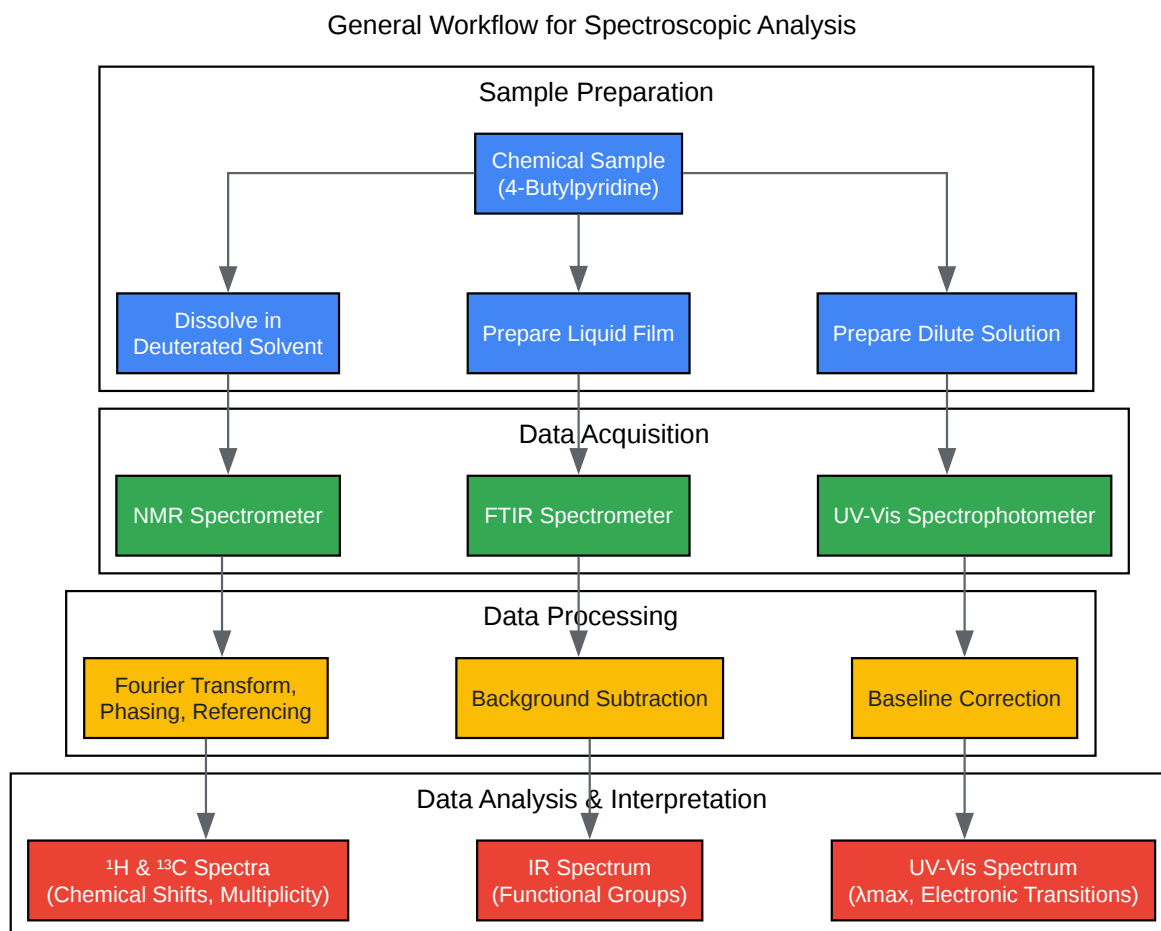 General Workflow for Spectroscopic Analysis
Sample Preparation
Chemical Sample
(4-Butylpyridine)
Dissolve in
Deuterated Solvent
Prepare Liquid Film
Prepare Dilute Solution
Data Acquisition
NMR Spectrometer
FTIR Spectrometer
UV-Vis Spectrophotometer
Data Processing
Fourier Transform,
Phasing, Referencing
Background Subtraction
Baseline Correction
Data Analysis & Interpretation
¹H & ¹³C Spectra
(Chemical Shifts, Multiplicity)
IR Spectrum
(Functional Groups)
UV-Vis Spectrum
(λmax, Electronic Transitions)